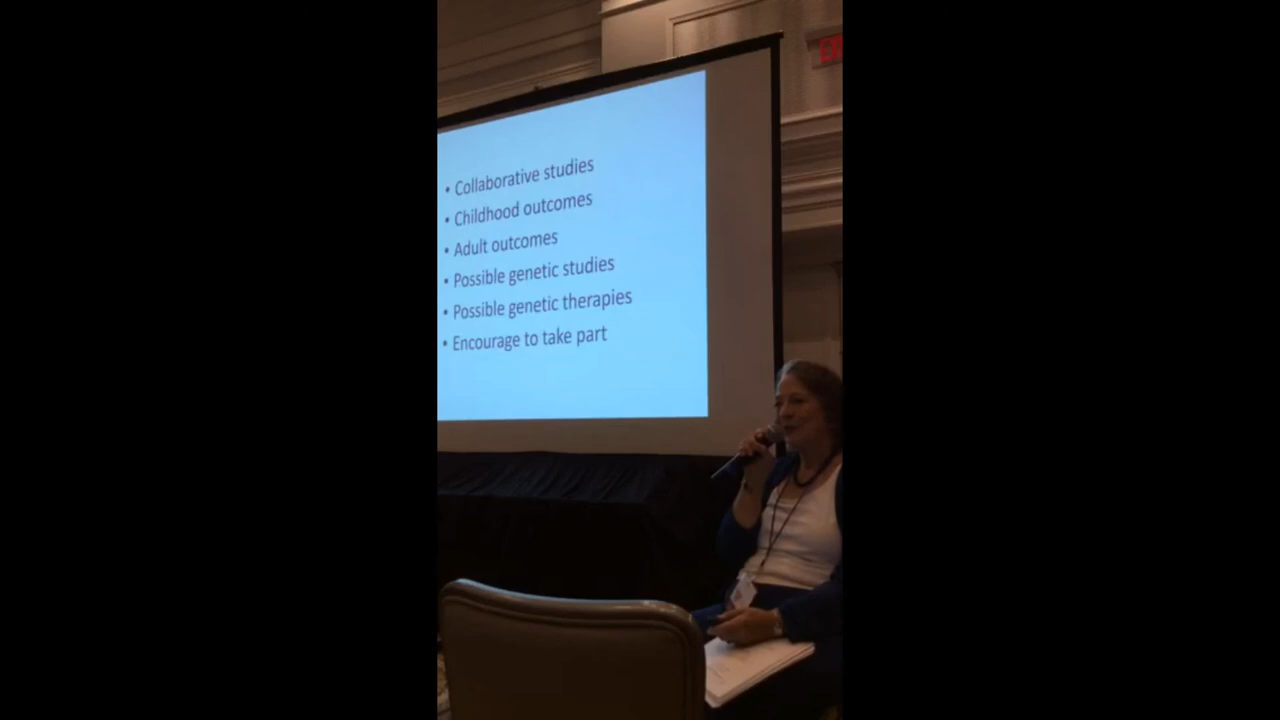 • Collaborative studies
• Childhood outcomes
• Adult outcomes
• Possible genetic studies
• Possible genetic therapies
• Encourage to take part